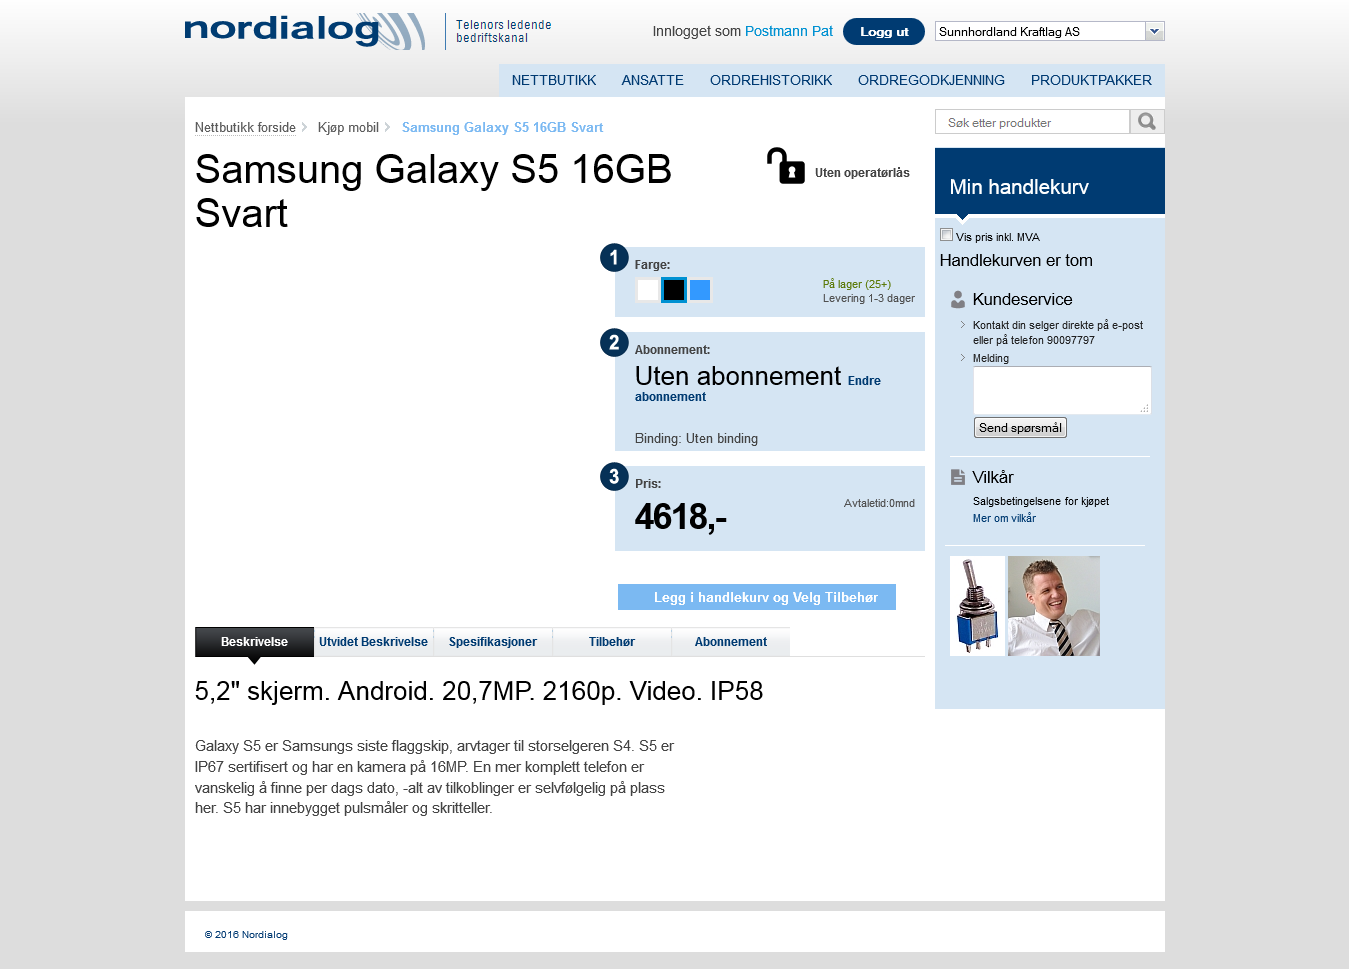 nordialog
Telenors ledende
bedriftskanal
Innlogget som Postmann Pat
Logg ut
Sunnhordland Kraftlag AS
NETTBUTIKK ANSATTE ORDREHISTORIKK ORDREGODKJENNING PRODUKTPAKKER
Nettbutikk forside Kjøp mobil Samsung Galaxy S5 16GB Svart
Søk etter produkter
Samsung Galaxy S5 16GB
Svart
Uten operatørlås
1
Farge:
På lager (25+)
Levering 1-3 dager
2
Abonnement:
Uten abonnement Endre
abonnement
Binding: Uten binding
3
Pris:
4618,-
Avtaletid:0mnd
Legg i handlekurv og Velg Tilbehør
Min handlekurv
Vis pris inkl. MVA
Handlekurven er tom
Kundeservice
Kontakt din selger direkte på e-post
eller på telefon 90097797
Melding
Send spørsmål
Vilkår
Salgsbetingelsene for kjøpet
Mer om vilkår
Beskrivelse Utvidet Beskrivelse Spesifikasjoner Tilbehør Abonnement
5,2" skjerm. Android. 20,7MP. 2160p. Video. IP58
Galaxy S5 er Samsungs siste flaggskip, arvtager til storselgeren S4. S5 er
IP67 sertifisert og har en kamera på 16MP. En mer komplett telefon er
vanskelig å finne per dags dato, -alt av tilkoblinger er selvfølgelig på plass
her. S5 har innebygget pulsmåler og skritteller.
© 2016 Nordialog